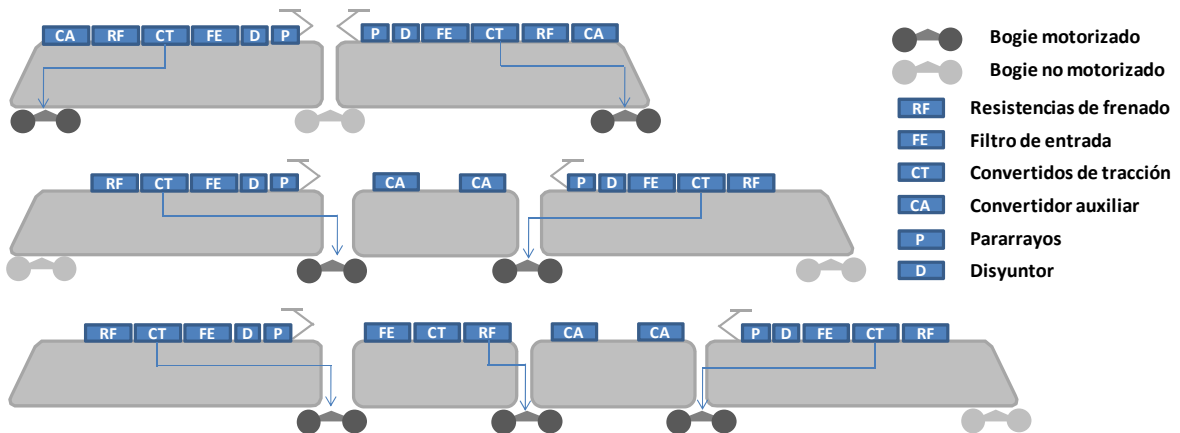 CA RF CT FE D P P D FE CT RF CA
RF CT FE D P CA CA P D FE CT RF
RF CT FE D P FE CT RF CA CA P D FE CT RF
Bogie motorizado
Bogie no motorizado
RF Resistencias de frenado
FE Filtro de entrada
CT Convertidos de tracción
CA Convertidor auxiliar
P Pararrayos
D Disyuntor